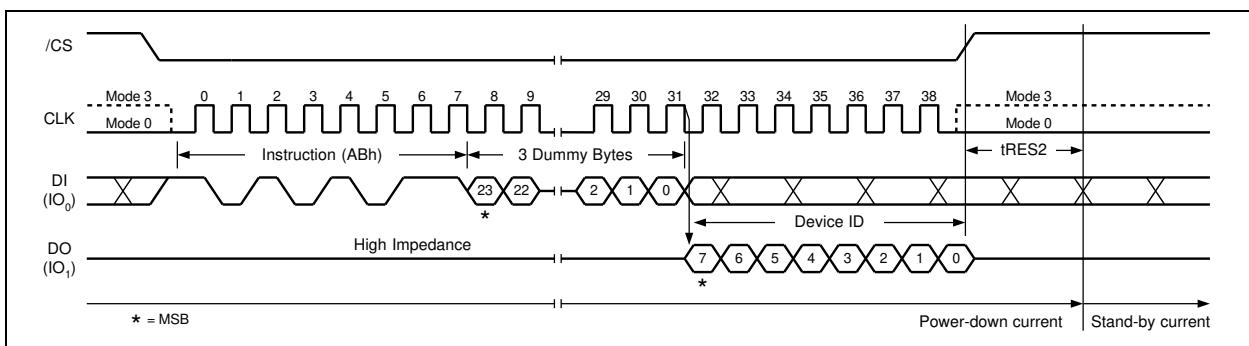 /CS
Mode 3 0 1 2 3 4 5 6 7 8 9 29 30 31 32 33 34 35 36 37 38 Mode 3
CLK
Mode 0 Mode 0
Instruction (ABh) 3 Dummy Bytes tRES2
DI
(IO0)
23 22 2 1 0
*
Device ID
High Impedance
DO
(IO1)
7 6 5 4 3 2 1 0
*
* = MSB
Power-down current Stand-by current